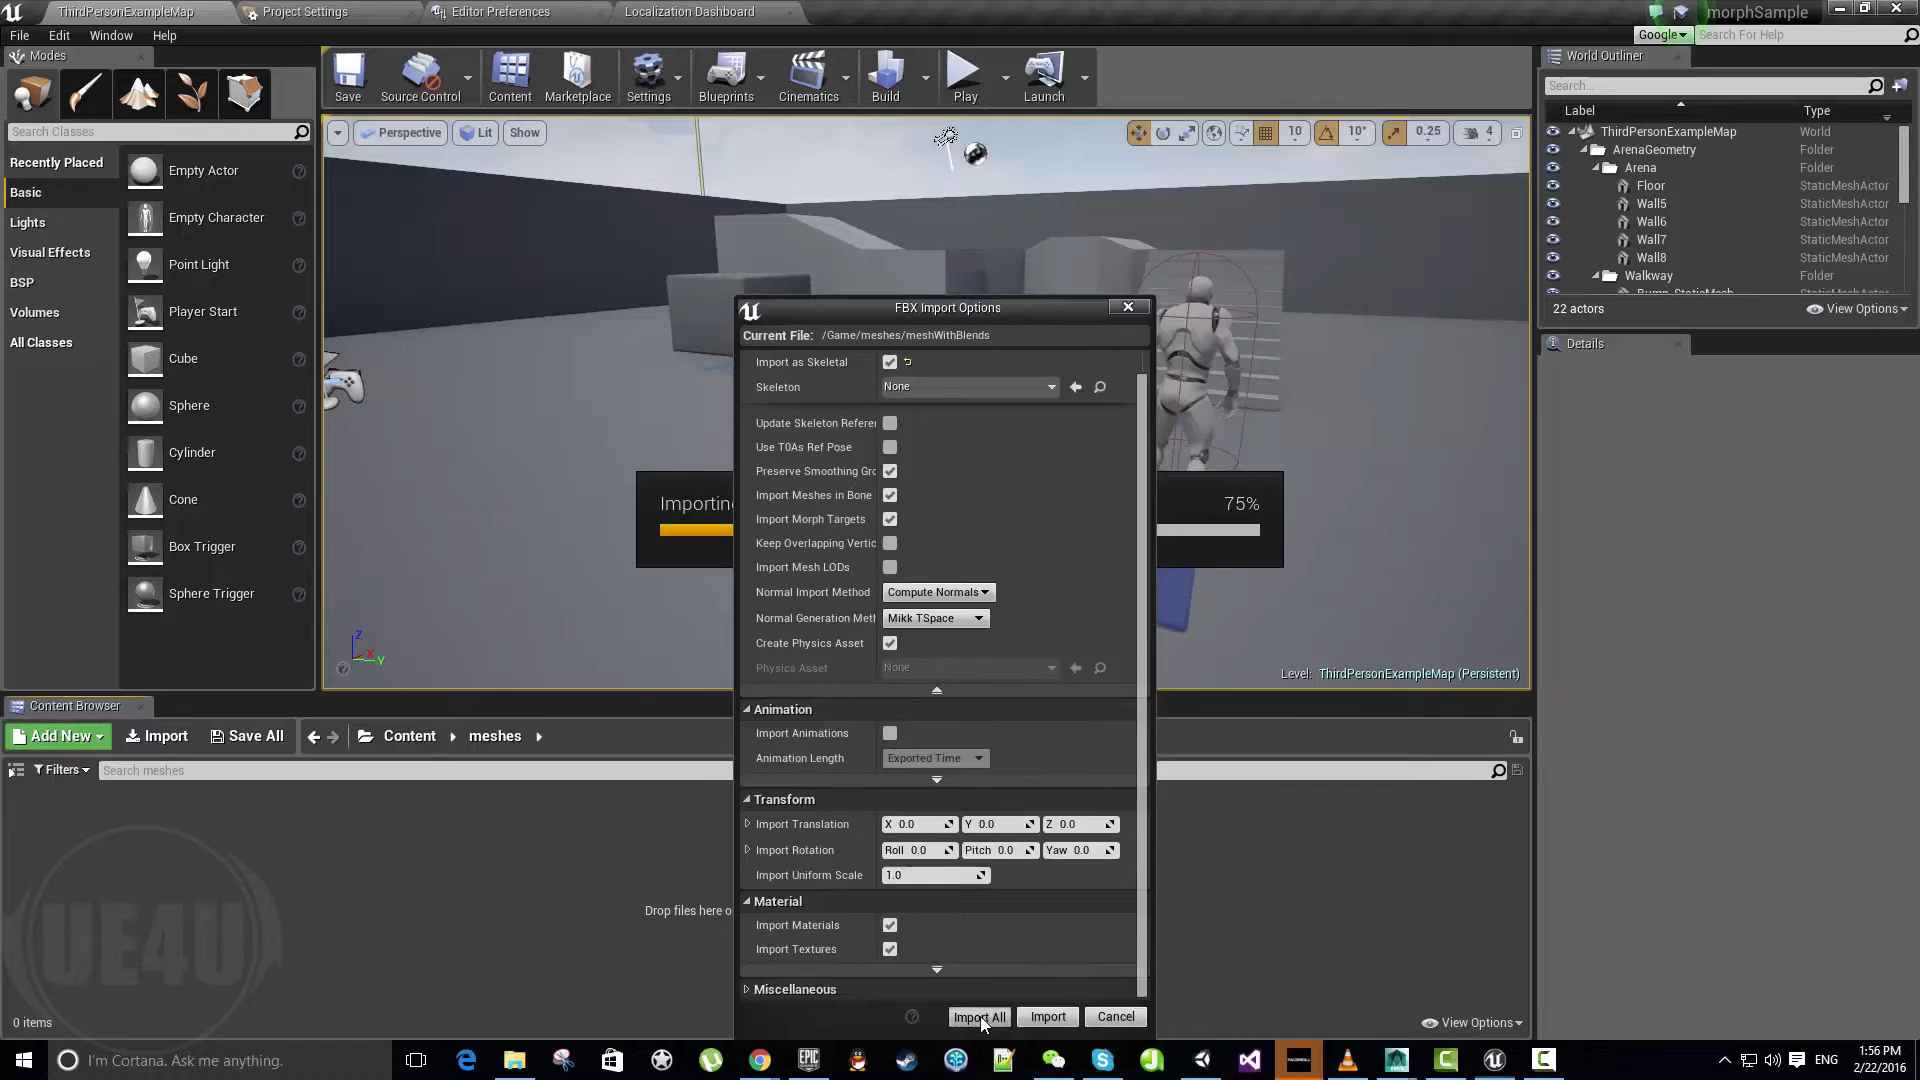 ThirdPersonExampleMap
Project Settings
Editor Preferences
Localization Dashboard
morphSample
File Edit Window Help
Google
Search For Help
Modes
Save
Source Control
Content
Marketplace
Settings
Blueprints
Cinematics
Build
Play
Launch
World Outliner
Search...
Label
Type
Search Classes
Perspective
Lit
Show
10
10°
0.25
4
ThirdPersonExampleMap World
ArenaGeometry Folder
Arena Folder
Floor StaticMeshActor
Wall5 StaticMeshActor
Wall6 StaticMeshActor
Wall7 StaticMeshActor
Wall8 StaticMeshActor
Walkway Folder
Bump_StaticMesh StaticMeshActor
22 actors
View Options
Details
Recently Placed
Basic
Lights
Visual Effects
BSP
Volumes
All Classes
Empty Actor
Empty Character
Point Light
Player Start
Cube
Sphere
Cylinder
Cone
Box Trigger
Sphere Trigger
FBX Import Options
Current File: /Game/meshes/meshWithBlends
Import as Skeletal
Skeleton None
Update Skeleton Referer
Use T0As Ref Pose
Preserve Smoothing Gro
Import Meshes in Bone
Import Morph Targets
Keep Overlapping Vertic
Import Mesh LODs
Normal Import Method Compute Normals
Normal Generation Meth Mikk TSpace
Create Physics Asset
Physics Asset None
Animation
Import Animations
Animation Length Exported Time
Transform
Import Translation X 0.0 Y 0.0 Z 0.0
Import Rotation Roll 0.0 Pitch 0.0 Yaw 0.0
Import Uniform Scale 1.0
Material
Import Materials
Import Textures
Miscellaneous
Import All
Import
Cancel
Importing
75%
Z
X
Y
Level: ThirdPersonExampleMap (Persistent)
Content Browser
Add New
Import
Save All
Content
meshes
Filters
Search meshes
Drop files here o
UE4U
0 items
View Options
I'm Cortana. Ask me anything.
EPIC
ENG
1:56 PM
2/22/2016